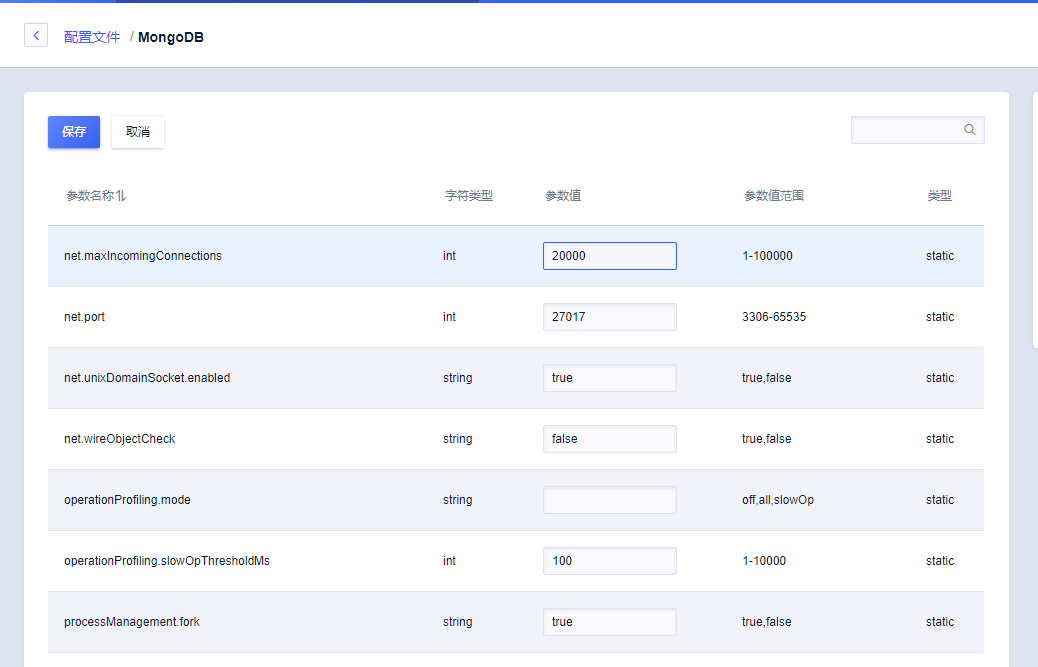 配置文件 / MongoDB
保存 取消
参数名称 字符类型 参数值 参数值范围 类型
net.maxIncomingConnections int 20000 1-100000 static
net.port int 27017 3306-65535 static
net.unixDomainSocket.enabled string true true,false static
net.wireObjectCheck string false true,false static
operationProfiling.mode string off,all,slowOp static
operationProfiling.slowOpThresholdMs int 100 1-10000 static
processManagement.fork string true true,false static